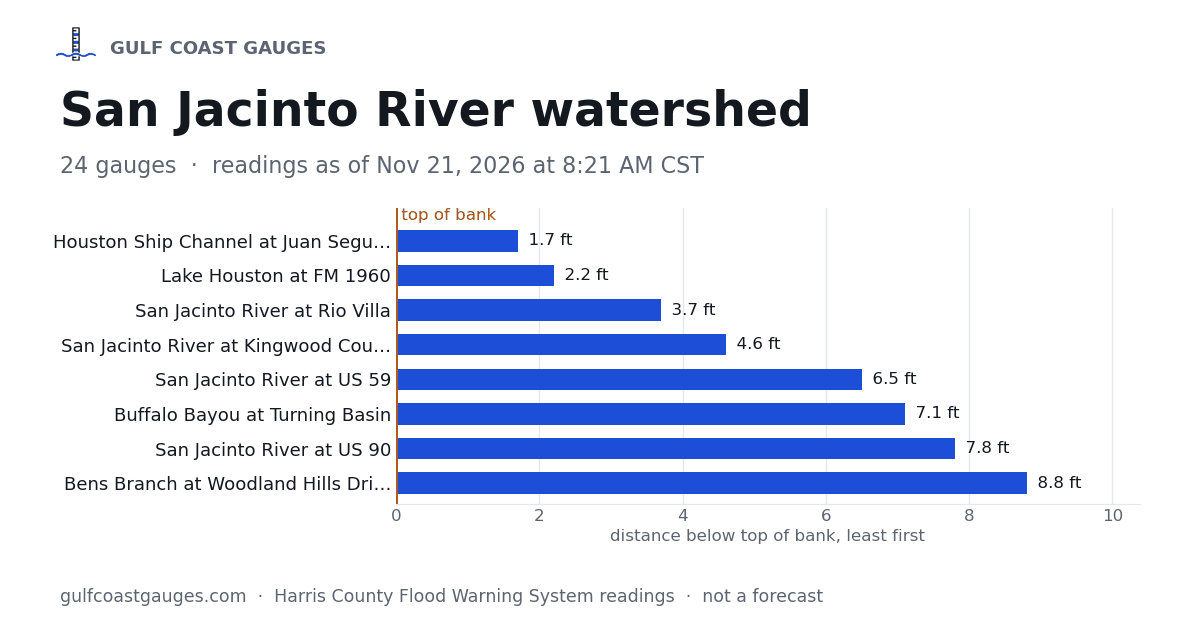 GULF COAST GAUGES
San Jacinto River watershed
24 gauges · readings as of Nov 21, 2026 at 8:21 AM CST
top of bank
Houston Ship Channel at Juan Segu… 1.7 ft
Lake Houston at FM 1960 2.2 ft
San Jacinto River at Rio Villa 3.7 ft
San Jacinto River at Kingwood Cou… 4.6 ft
San Jacinto River at US 59 6.5 ft
Buffalo Bayou at Turning Basin 7.1 ft
San Jacinto River at US 90 7.8 ft
Bens Branch at Woodland Hills Dri… 8.8 ft
0 2 4 6 8 10
distance below top of bank, least first
gulfcoastgauges.com · Harris County Flood Warning System readings · not a forecast